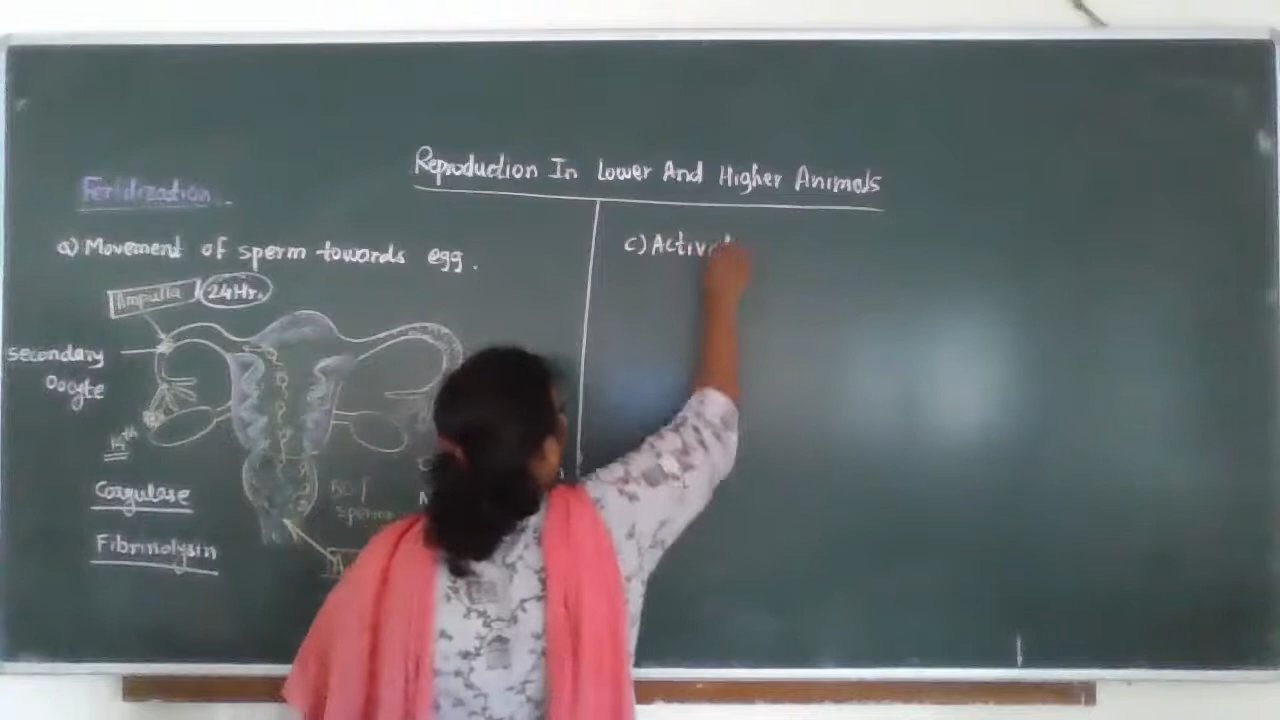 Reproduction In Lower And Higher Animals
Fertilization
a) Movement of sperm towards egg.
Ampulla 24Hr.
secondary
Oocyte
14th
Coagulase
Fibrinolysin
c) Activat